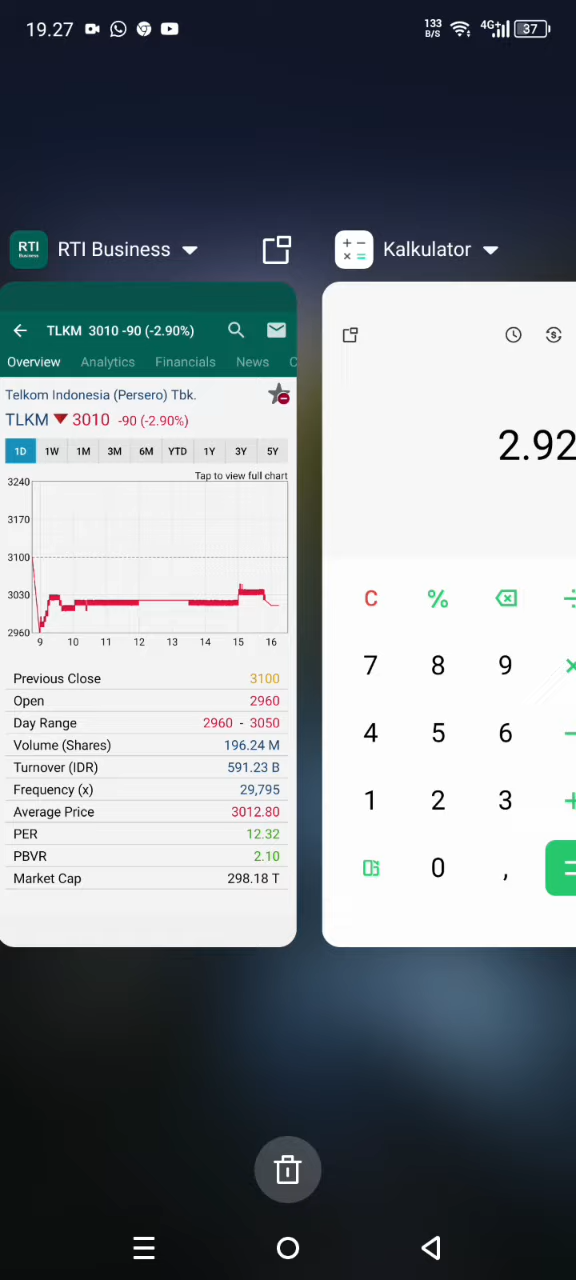 19.27
133 B/S 4G+ 37
RTI Business
RTI Business
Kalkulator
TLKM 3010 -90 (-2.90%)
Overview Analytics Financials News C
Telkom Indonesia (Persero) Tbk.
TLKM 3010 -90 (-2.90%)
1D 1W 1M 3M 6M YTD 1Y 3Y 5Y
Tap to view full chart
3240
3170
3100
3030
2960
9 10 11 12 13 14 15 16
Previous Close 3100
Open 2960
Day Range 2960 - 3050
Volume (Shares) 196.24 M
Turnover (IDR) 591.23 B
Frequency (x) 29,795
Average Price 3012.80
PER 12.32
PBVR 2.10
Market Cap 298.18 T
2.92
C % ÷
7 8 9 ×
4 5 6 −
1 2 3 +
0 , =